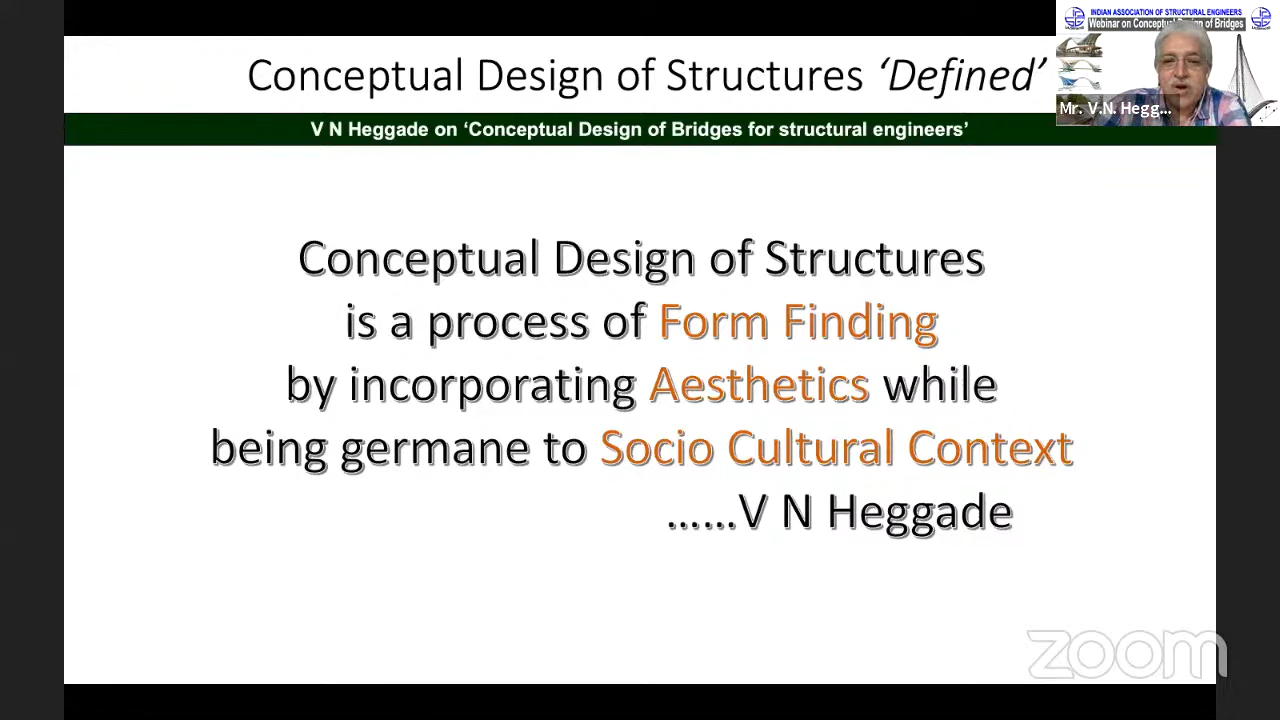 INDIAN ASSOCIATION OF STRUCTURAL ENGINEERS
Webinar on Conceptual Design of Bridges
Mr. V.N. Hegg...
Conceptual Design of Structures ‘Defined’
V N Heggade on ‘Conceptual Design of Bridges for structural engineers’
Conceptual Design of Structures
is a process of Form Finding
by incorporating Aesthetics while
being germane to Socio Cultural Context
......V N Heggade
zoom